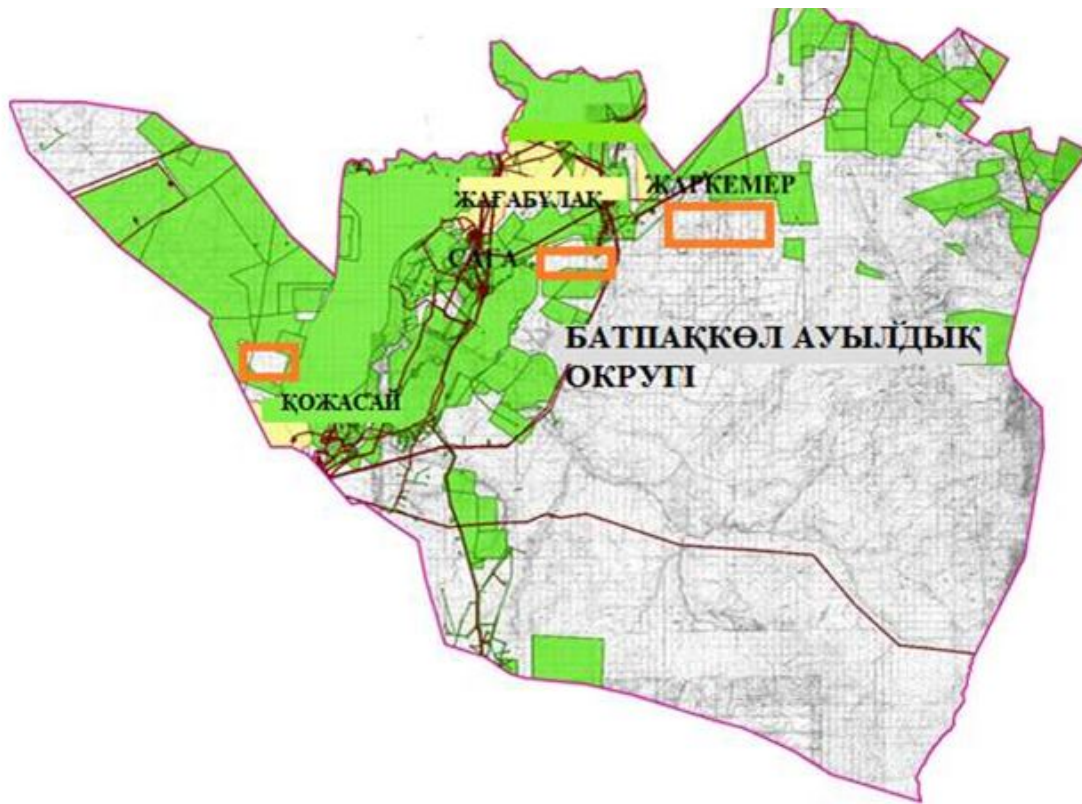 ЖАҒАБҰЛАҚ
ЖАРКЕМЕР
САҒА
БАТПАҚКӨЛ АУЫЛДЫҚ
ОКРУГІ
ҚОЖАСАЙ